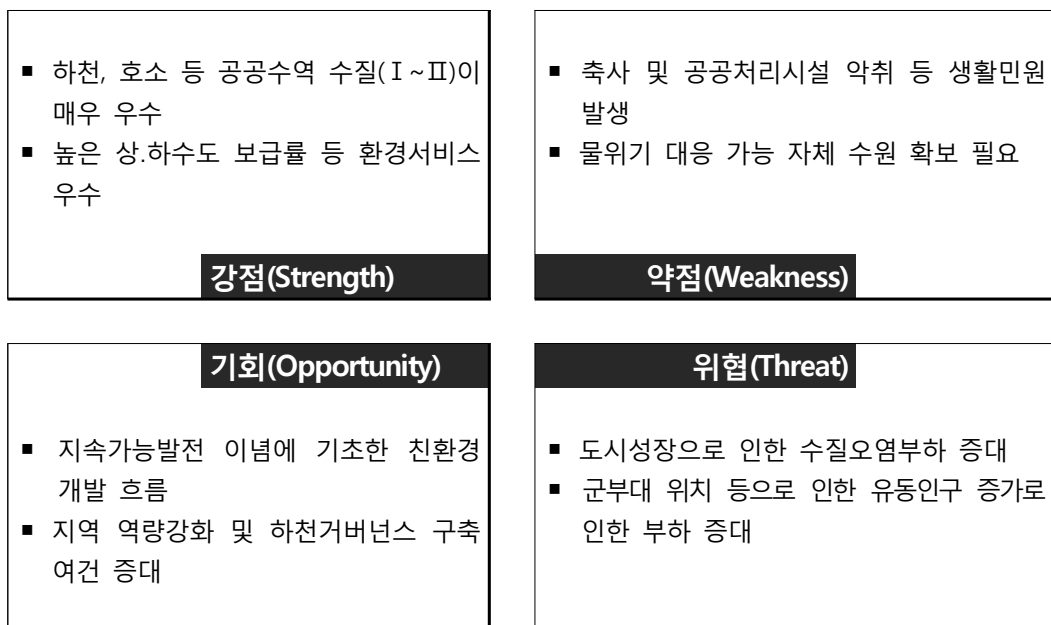 ■ 하천, 호소 등 공공수역 수질(Ⅰ~Ⅱ)이
매우 우수
■ 높은 상.하수도 보급률 등 환경서비스
우수
강점(Strength)
■ 축사 및 공공처리시설 악취 등 생활민원
발생
■ 물위기 대응 가능 자체 수원 확보 필요
약점(Weakness)
기회(Opportunity)
■ 지속가능발전 이념에 기초한 친환경
개발 흐름
■ 지역 역량강화 및 하천거버넌스 구축
여건 증대
위협(Threat)
■ 도시성장으로 인한 수질오염부하 증대
■ 군부대 위치 등으로 인한 유동인구 증가로
인한 부하 증대